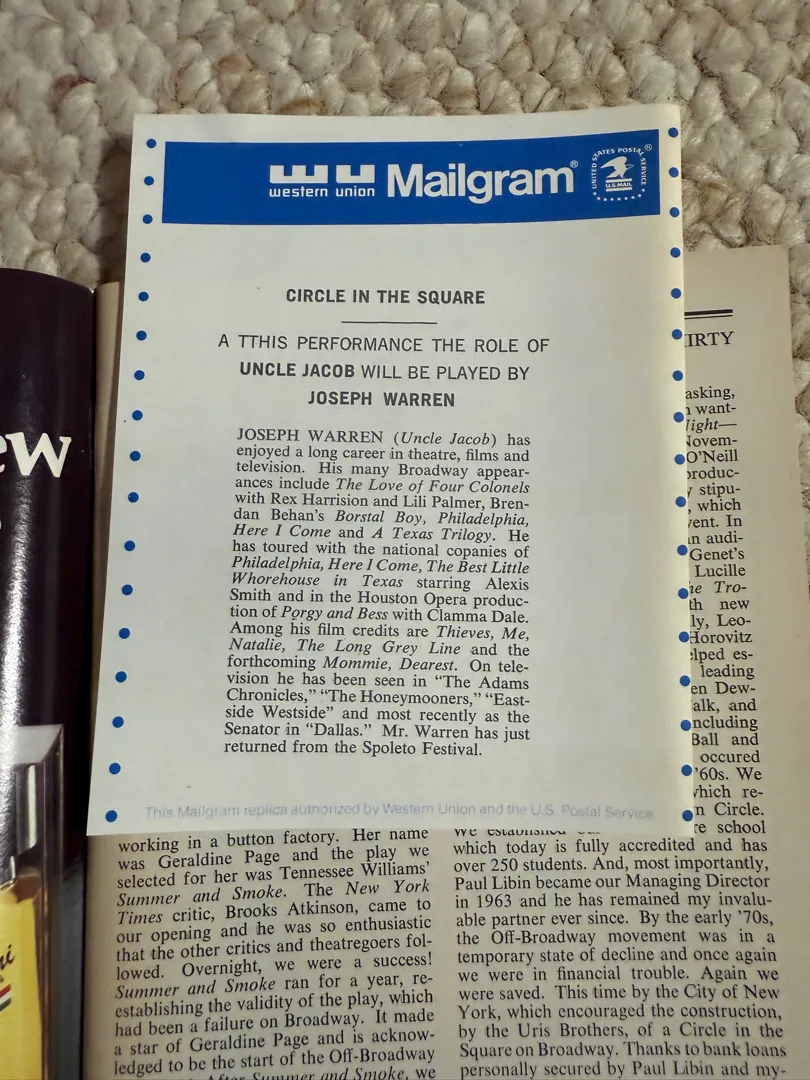 western union Mailgram®
UNITED STATES POSTAL SERVICE ®
U.S.MAIL
CIRCLE IN THE SQUARE
A TTHIS PERFORMANCE THE ROLE OF
UNCLE JACOB WILL BE PLAYED BY
JOSEPH WARREN
JOSEPH WARREN (Uncle Jacob) has
enjoyed a long career in theatre, films and
television. His many Broadway appear-
ances include The Love of Four Colonels
with Rex Harrision and Lili Palmer, Bren-
dan Behan's Borstal Boy, Philadelphia,
Here I Come and A Texas Trilogy. He
has toured with the national copanies of
Philadelphia, Here I Come, The Best Little
Whorehouse in Texas starring Alexis
Smith and in the Houston Opera produc-
tion of Porgy and Bess with Clamma Dale.
Among his film credits are Thieves, Me,
Natalie, The Long Grey Line and the
forthcoming Mommie, Dearest. On tele-
vision he has been seen in "The Adams
Chronicles," "The Honeymooners," "East-
side Westside" and most recently as the
Senator in "Dallas." Mr. Warren has just
returned from the Spoleto Festival.
This Mailgram replica authorized by Western Union and the U.S. Postal Service.
ew
working in a button factory. Her name
was Geraldine Page and the play we
selected for her was Tennessee Williams'
Summer and Smoke. The New York
Times critic, Brooks Atkinson, came to
our opening and he was so enthusiastic
that the other critics and theatregoers fol-
lowed. Overnight, we were a success!
Summer and Smoke ran for a year, re-
establishing the validity of the play, which
had been a failure on Broadway. It made
a star of Geraldine Page and is acknow-
ledged to be the start of the Off-Broadway
After Summer and Smoke, we
IRTY
asking,
want-
light—
Novem-
O'Neill
produc-
stipu-
, which
vent. In
audi-
Genet's
Lucille
Tro-
th new
ly, Leo-
Horovitz
elped es-
leading
en Dew-
alk, and
ncluding
Ball and
occured
'60s. We
which re-
n Circle.
re school
We established
which today is fully accredited and has
over 250 students. And, most importantly,
Paul Libin became our Managing Director
in 1963 and he has remained my invalu-
able partner ever since. By the early '70s,
the Off-Broadway movement was in a
temporary state of decline and once again
we were in financial trouble. Again we
were saved. This time by the City of New
York, which encouraged the construction,
by the Uris Brothers, of a Circle in the
Square on Broadway. Thanks to bank loans
personally secured by Paul Libin and my-